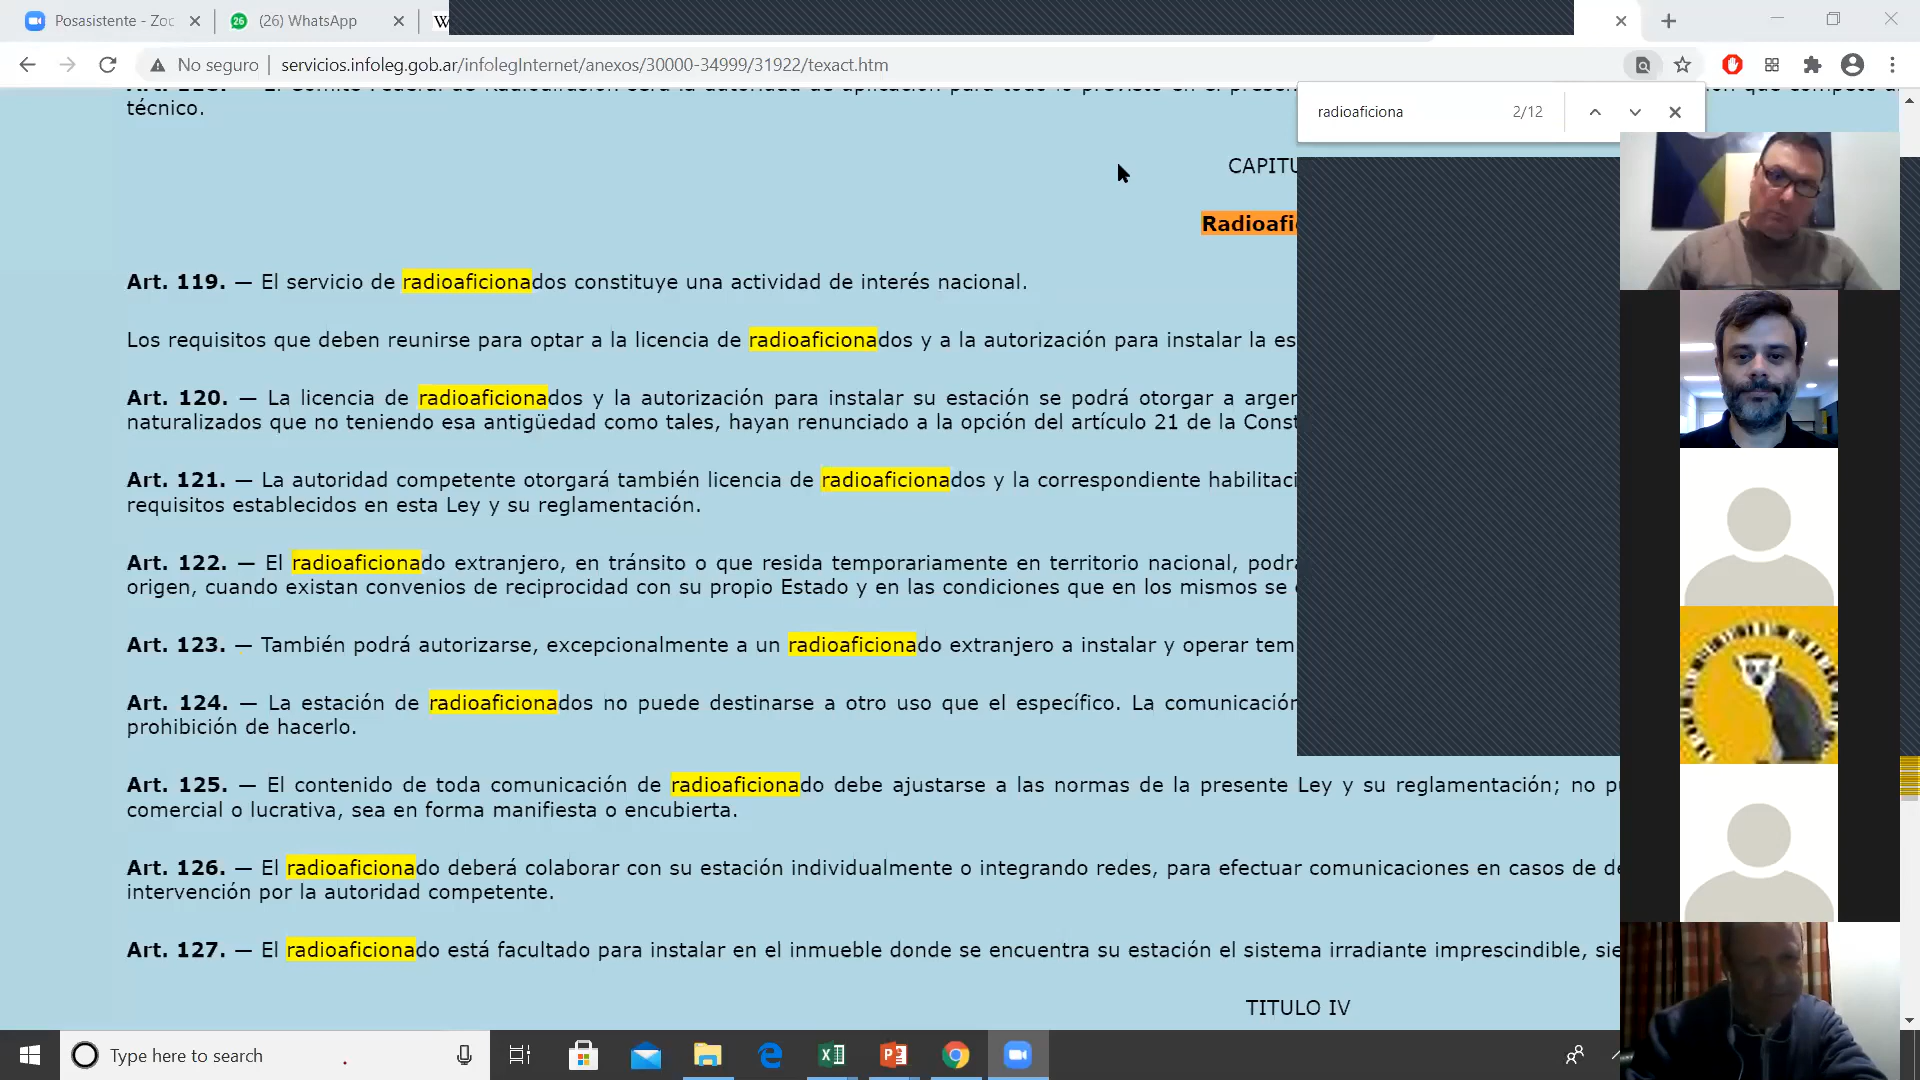 Posasistente - Zoc
26
(26) WhatsApp
W
No seguro
servicios.infoleg.gob.ar/infolegInternet/anexos/30000-34999/31922/texact.htm
radioaficiona 2/12
técnico.
CAPITU
Radioafi
Art. 119. — El servicio de radioaficionados constituye una actividad de interés nacional.
Los requisitos que deben reunirse para optar a la licencia de radioaficionados y a la autorización para instalar la es
Art. 120. — La licencia de radioaficionados y la autorización para instalar su estación se podrá otorgar a argen
naturalizados que no teniendo esa antigüedad como tales, hayan renunciado a la opción del artículo 21 de la Const
Art. 121. — La autoridad competente otorgará también licencia de radioaficionados y la correspondiente habilitaci
requisitos establecidos en esta Ley y su reglamentación.
Art. 122. — El radioaficionado extranjero, en tránsito o que resida temporariamente en territorio nacional, podrá
origen, cuando existan convenios de reciprocidad con su propio Estado y en las condiciones que en los mismos se
Art. 123. — También podrá autorizarse, excepcionalmente a un radioaficionado extranjero a instalar y operar tem
Art. 124. — La estación de radioaficionados no puede destinarse a otro uso que el específico. La comunicación
prohibición de hacerlo.
Art. 125. — El contenido de toda comunicación de radioaficionado debe ajustarse a las normas de la presente Ley y su reglamentación; no pu
comercial o lucrativa, sea en forma manifiesta o encubierta.
Art. 126. — El radioaficionado deberá colaborar con su estación individualmente o integrando redes, para efectuar comunicaciones en casos de de
intervención por la autoridad competente.
Art. 127. — El radioaficionado está facultado para instalar en el inmueble donde se encuentra su estación el sistema irradiante imprescindible, sie
TITULO IV
Type here to search